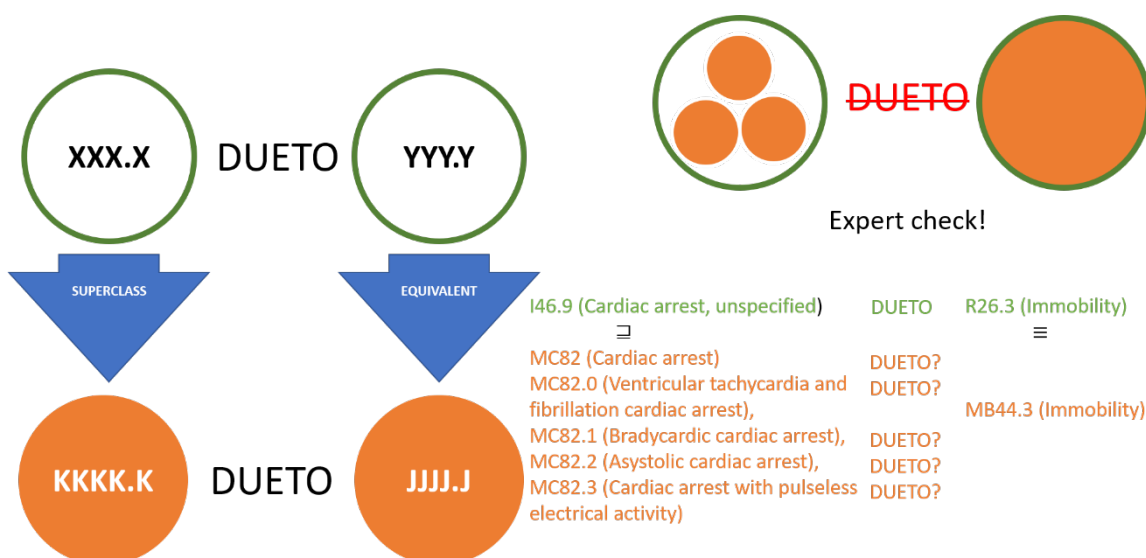 XXX.X DUETO YYY.Y
SUPERCLASS EQUIVALENT
KKKK.K DUETO JJJJ.J
DUETO
Expert check!
I46.9 (Cardiac arrest, unspecified) DUETO R26.3 (Immobility)
⊒ ≡
MC82 (Cardiac arrest) DUETO?
MC82.0 (Ventricular tachycardia and DUETO?
fibrillation cardiac arrest), MB44.3 (Immobility)
MC82.1 (Bradycardic cardiac arrest), DUETO?
MC82.2 (Asystolic cardiac arrest), DUETO?
MC82.3 (Cardiac arrest with pulseless DUETO?
electrical activity)